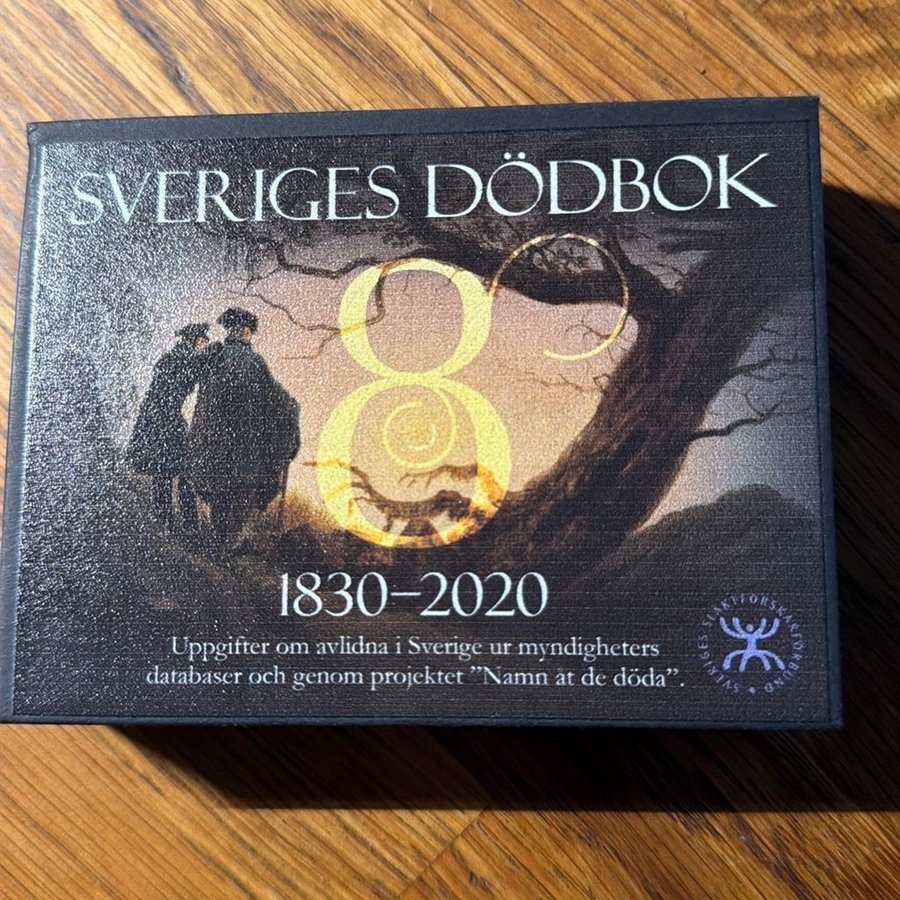 SVERIGES DÖDBOK
8
1830–2020
Uppgifter om avlidna i Sverige ur myndigheters
databaser och genom projektet ”Namn åt de döda”.
SVERIGES SLÄKTFORSKARFÖRBUND